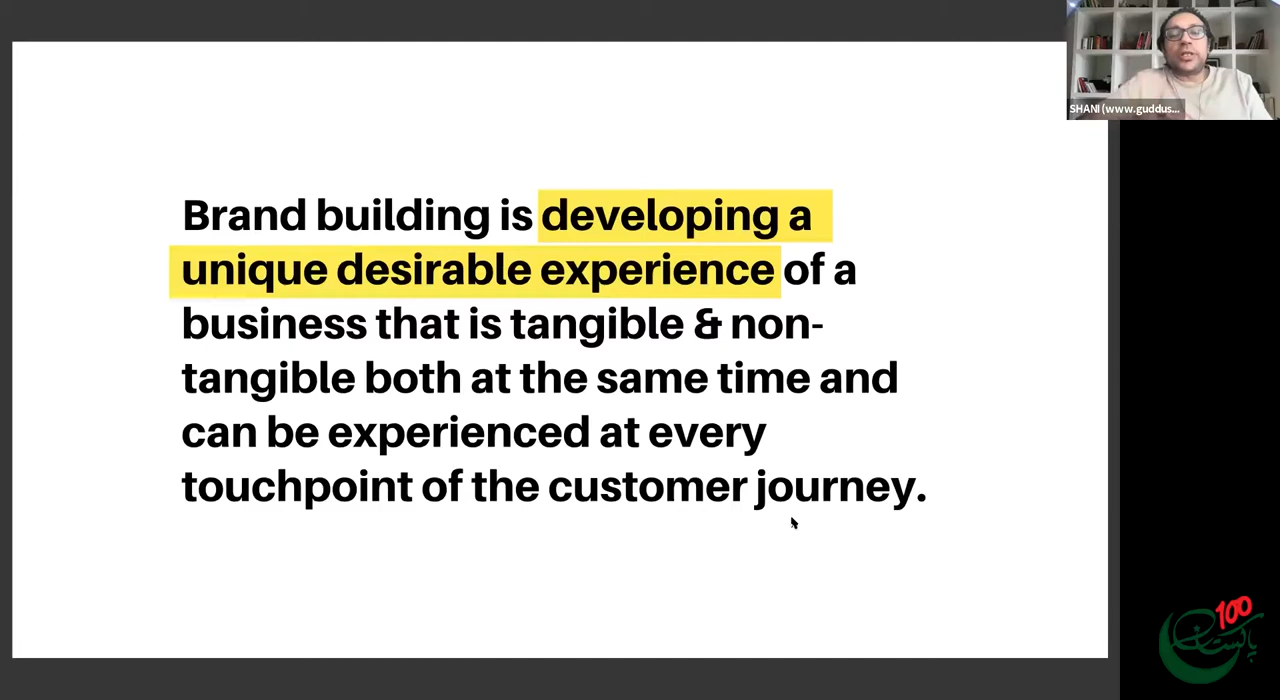 Brand building is developing a
unique desirable experience of a
business that is tangible & non-
tangible both at the same time and
can be experienced at every
touchpoint of the customer journey.
SHANI (www.guddus...
100
پاکستان